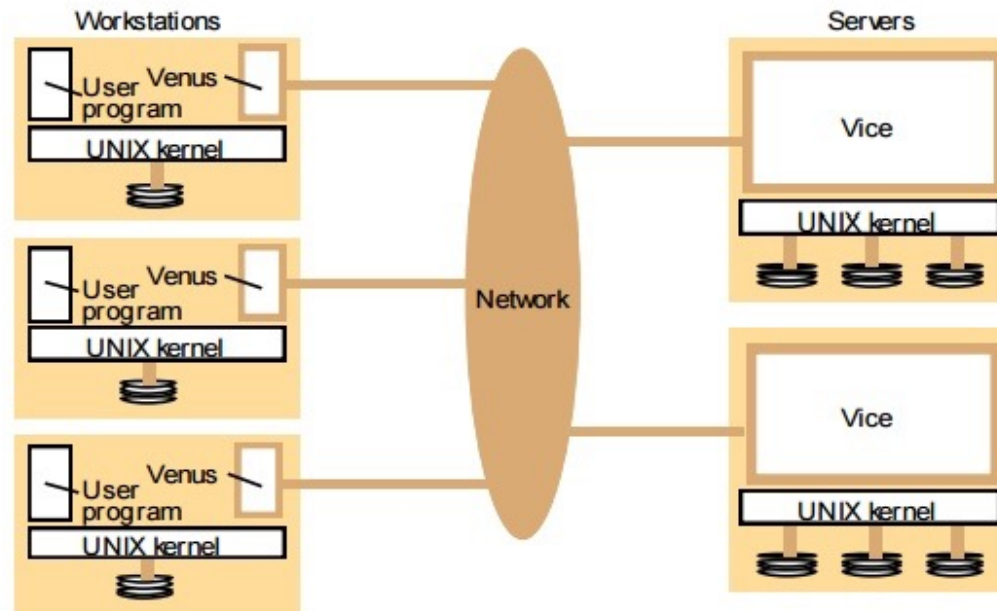 Workstations
User
program
Venus
UNIX kernel
User
program
Venus
UNIX kernel
User
program
Venus
UNIX kernel
Network
Servers
Vice
UNIX kernel
Vice
UNIX kernel